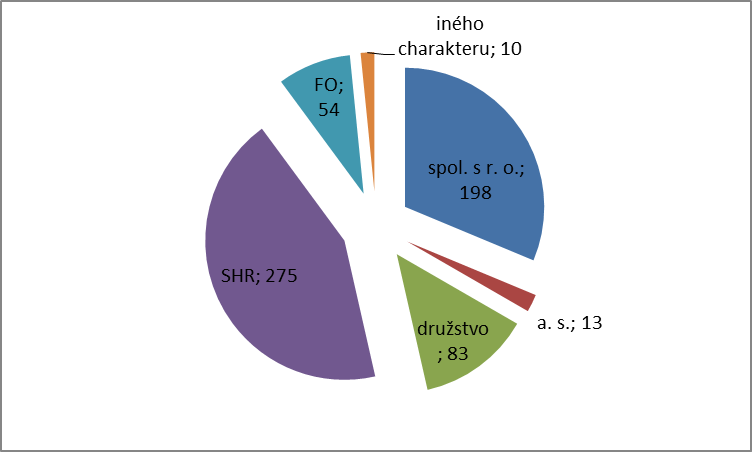 iného
charakteru; 10
FO;
54
spol. s r. o.;
198
SHR; 275
a. s.; 13
družstvo
; 83